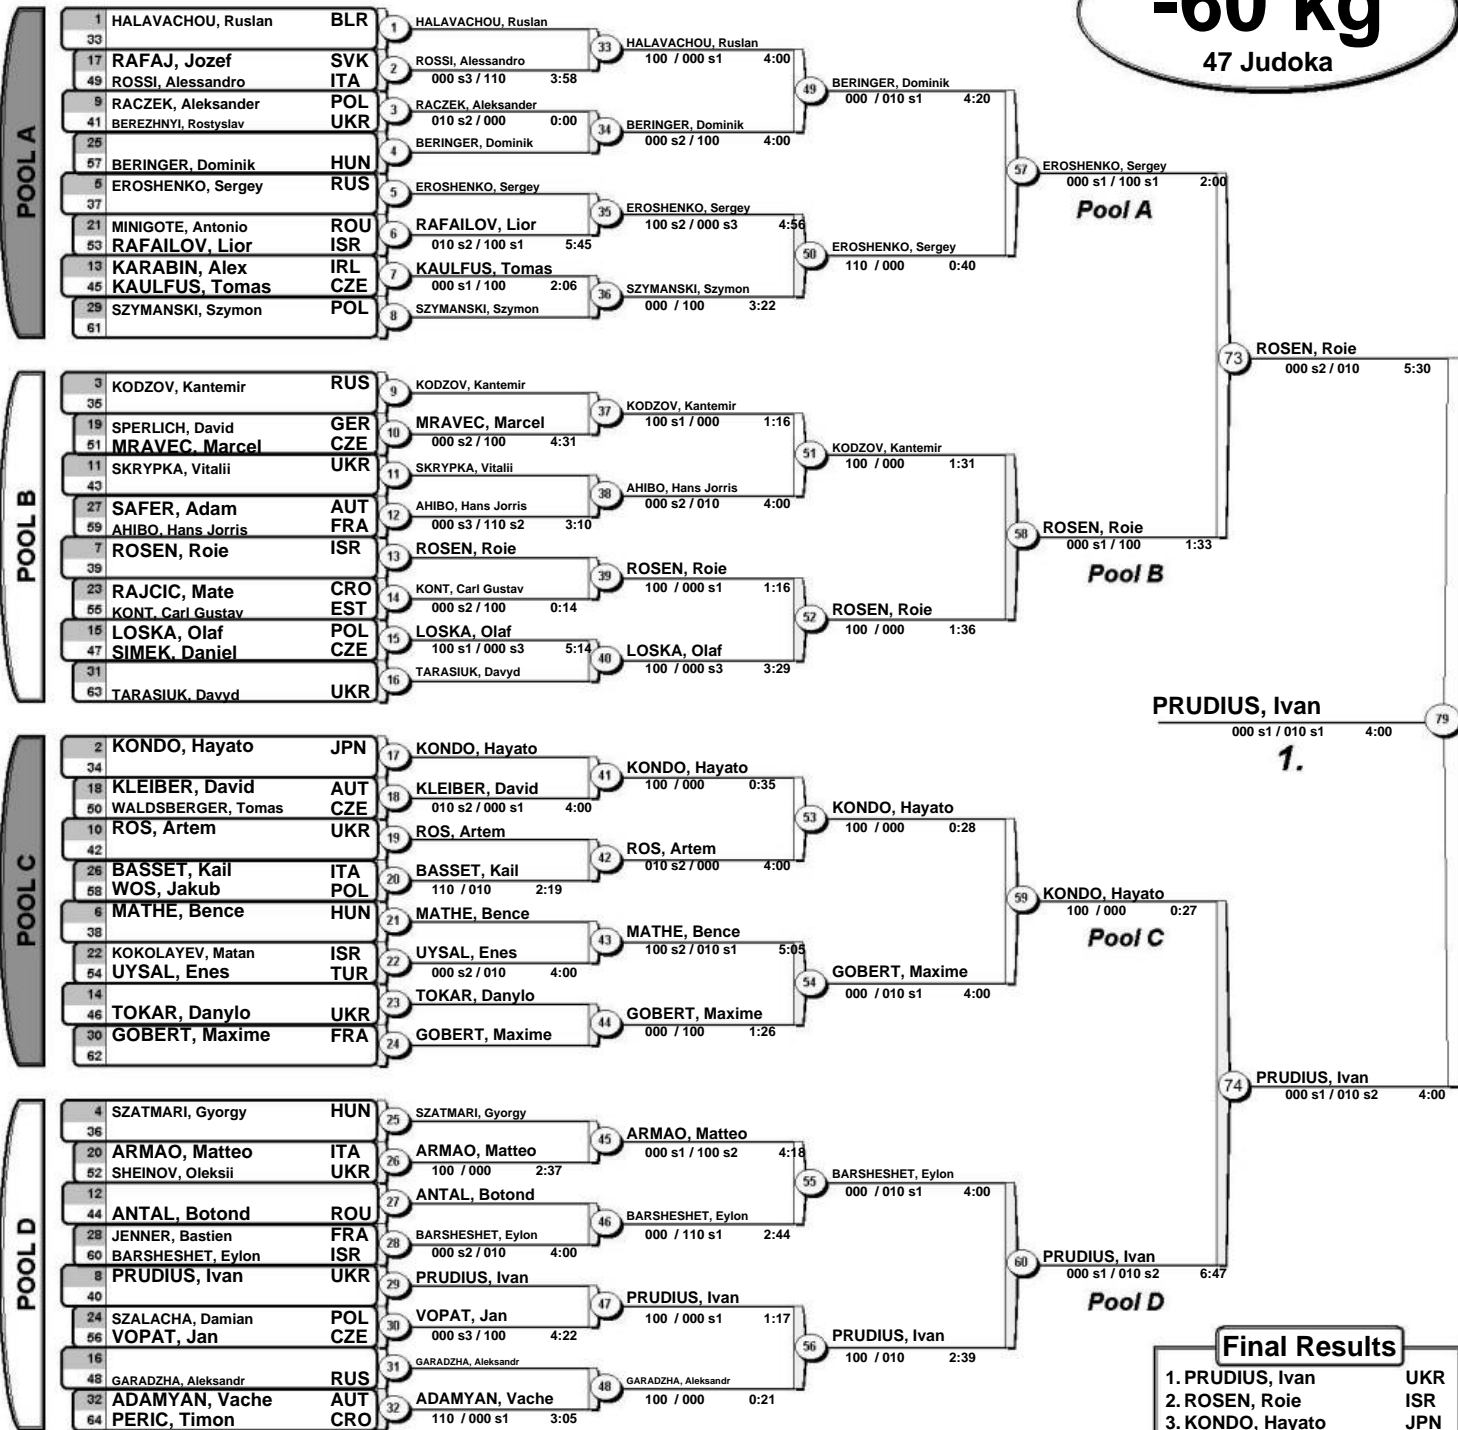 -60 kg
47 Judoka
POOL A
1 HALAVACHOU, Ruslan BLR
33
17 RAFAJ, Jozef SVK
49 ROSSI, Alessandro ITA
9 RACZEK, Aleksander POL
41 BEREZHNYI, Rostyslav UKR
25
57 BERINGER, Dominik HUN
5 EROSHENKO, Sergey RUS
37
21 MINIGOTE, Antonio ROU
53 RAFAILOV, Lior ISR
13 KARABIN, Alex IRL
45 KAULFUS, Tomas CZE
29 SZYMANSKI, Szymon POL
61
1 HALAVACHOU, Ruslan
2 ROSSI, Alessandro
000 s3 / 110 3:58
3 RACZEK, Aleksander
010 s2 / 000 0:00
4 BERINGER, Dominik
5 EROSHENKO, Sergey
6 RAFAILOV, Lior
010 s2 / 100 s1 5:45
7 KAULFUS, Tomas
000 s1 / 100 2:06
8 SZYMANSKI, Szymon
33 HALAVACHOU, Ruslan
100 / 000 s1 4:00
34 BERINGER, Dominik
000 s2 / 100 4:00
35 EROSHENKO, Sergey
100 s2 / 000 s3 4:56
36 SZYMANSKI, Szymon
000 / 100 3:22
49 BERINGER, Dominik
000 / 010 s1 4:20
50 EROSHENKO, Sergey
110 / 000 0:40
57 EROSHENKO, Sergey
000 s1 / 100 s1 2:00
Pool A
POOL B
3 KODZOV, Kantemir RUS
35
19 SPERLICH, David GER
51 MRAVEC, Marcel CZE
11 SKRYPKA, Vitalii UKR
43
27 SAFER, Adam AUT
59 AHIBO, Hans Jorris FRA
7 ROSEN, Roie ISR
39
23 RAJCIC, Mate CRO
55 KONT, Carl Gustav EST
15 LOSKA, Olaf POL
47 SIMEK, Daniel CZE
31
63 TARASIUK, Davyd UKR
9 KODZOV, Kantemir
10 MRAVEC, Marcel
000 s2 / 100 4:31
11 SKRYPKA, Vitalii
12 AHIBO, Hans Jorris
000 s3 / 110 s2 3:10
13 ROSEN, Roie
14 KONT, Carl Gustav
000 s2 / 100 0:14
15 LOSKA, Olaf
100 s1 / 000 s3 5:14
16 TARASIUK, Davyd
37 KODZOV, Kantemir
100 s1 / 000 1:16
38 AHIBO, Hans Jorris
000 s2 / 010 4:00
39 ROSEN, Roie
100 / 000 s1 1:16
40 LOSKA, Olaf
100 / 000 s3 3:29
51 KODZOV, Kantemir
100 / 000 1:31
52 ROSEN, Roie
100 / 000 1:36
58 ROSEN, Roie
000 s1 / 100 1:33
Pool B
73 ROSEN, Roie
000 s2 / 010 5:30
PRUDIUS, Ivan
79
000 s1 / 010 s1 4:00
1.
POOL C
2 KONDO, Hayato JPN
34
18 KLEIBER, David AUT
50 WALDSBERGER, Tomas CZE
10 ROS, Artem UKR
42
26 BASSET, Kail ITA
58 WOS, Jakub POL
6 MATHE, Bence HUN
38
22 KOKOLAYEV, Matan ISR
54 UYSAL, Enes TUR
14
46 TOKAR, Danylo UKR
30 GOBERT, Maxime FRA
62
17 KONDO, Hayato
18 KLEIBER, David
010 s2 / 000 s1 4:00
19 ROS, Artem
20 BASSET, Kail
110 / 010 2:19
21 MATHE, Bence
22 UYSAL, Enes
000 s2 / 010 4:00
23 TOKAR, Danylo
24 GOBERT, Maxime
41 KONDO, Hayato
100 / 000 0:35
42 ROS, Artem
010 s2 / 000 4:00
43 MATHE, Bence
100 s2 / 010 s1 5:05
44 GOBERT, Maxime
000 / 100 1:26
53 KONDO, Hayato
100 / 000 0:28
54 GOBERT, Maxime
000 / 010 s1 4:00
59 KONDO, Hayato
100 / 000 0:27
Pool C
POOL D
4 SZATMARI, Gyorgy HUN
36
20 ARMAO, Matteo ITA
52 SHEINOV, Oleksii UKR
12
44 ANTAL, Botond ROU
28 JENNER, Bastien FRA
60 BARSHESHET, Eylon ISR
8 PRUDIUS, Ivan UKR
40
24 SZALACHA, Damian POL
56 VOPAT, Jan CZE
16
48 GARADZHA, Aleksandr RUS
32 ADAMYAN, Vache AUT
64 PERIC, Timon CRO
25 SZATMARI, Gyorgy
26 ARMAO, Matteo
100 / 000 2:37
27 ANTAL, Botond
28 BARSHESHET, Eylon
000 s2 / 010 4:00
29 PRUDIUS, Ivan
30 VOPAT, Jan
000 s3 / 100 4:22
31 GARADZHA, Aleksandr
32 ADAMYAN, Vache
110 / 000 s1 3:05
45 ARMAO, Matteo
000 s1 / 100 s2 4:18
46 BARSHESHET, Eylon
000 / 110 s1 2:44
47 PRUDIUS, Ivan
100 / 000 s1 1:17
48 GARADZHA, Aleksandr
100 / 000 0:21
55 BARSHESHET, Eylon
000 / 010 s1 4:00
56 PRUDIUS, Ivan
100 / 010 2:39
60 PRUDIUS, Ivan
000 s1 / 010 s2 6:47
Pool D
74 PRUDIUS, Ivan
000 s1 / 010 s2 4:00
Final Results
1. PRUDIUS, Ivan UKR
2. ROSEN, Roie ISR
3. KONDO, Hayato JPN